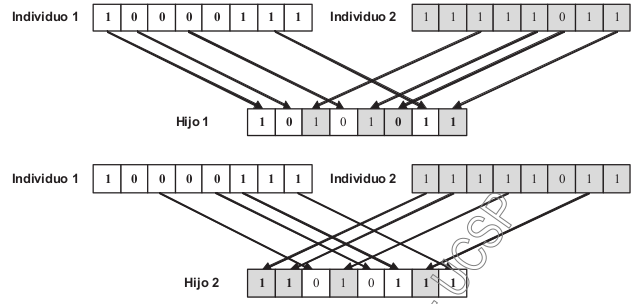 Individuo 1 1 0 0 0 0 1 1 1 Individuo 2 1 1 1 1 1 0 1 1
Hijo 1 1 0 1 0 1 0 1 1
Individuo 1 1 0 0 0 0 1 1 1 Individuo 2 1 1 1 1 1 0 1 1
Hijo 2 1 1 0 1 0 1 1 1
UCSP